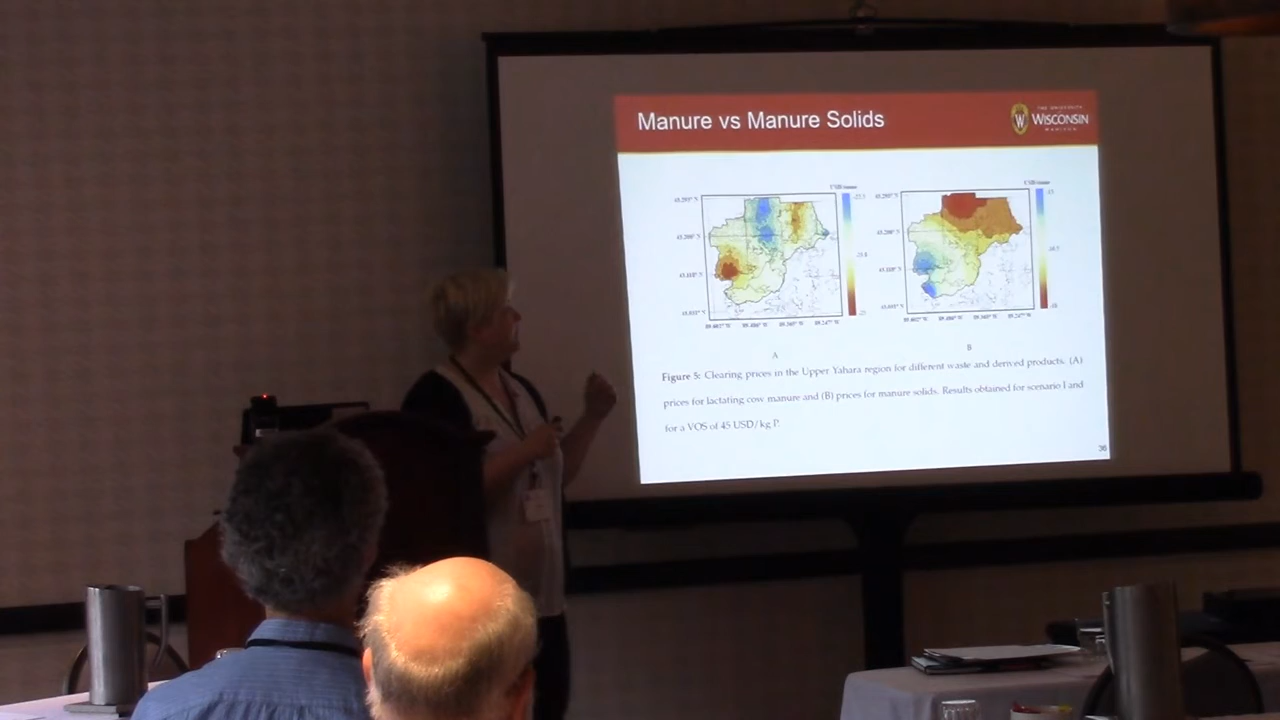 Manure vs Manure Solids
THE UNIVERSITY
WISCONSIN
MADISON
A
B
Figure 5: Clearing prices in the Upper Yahara region for different waste and derived products. (A)
prices for lactating cow manure and (B) prices for manure solids. Results obtained for scenario I and
for a VOS of 45 USD/kg P.
36